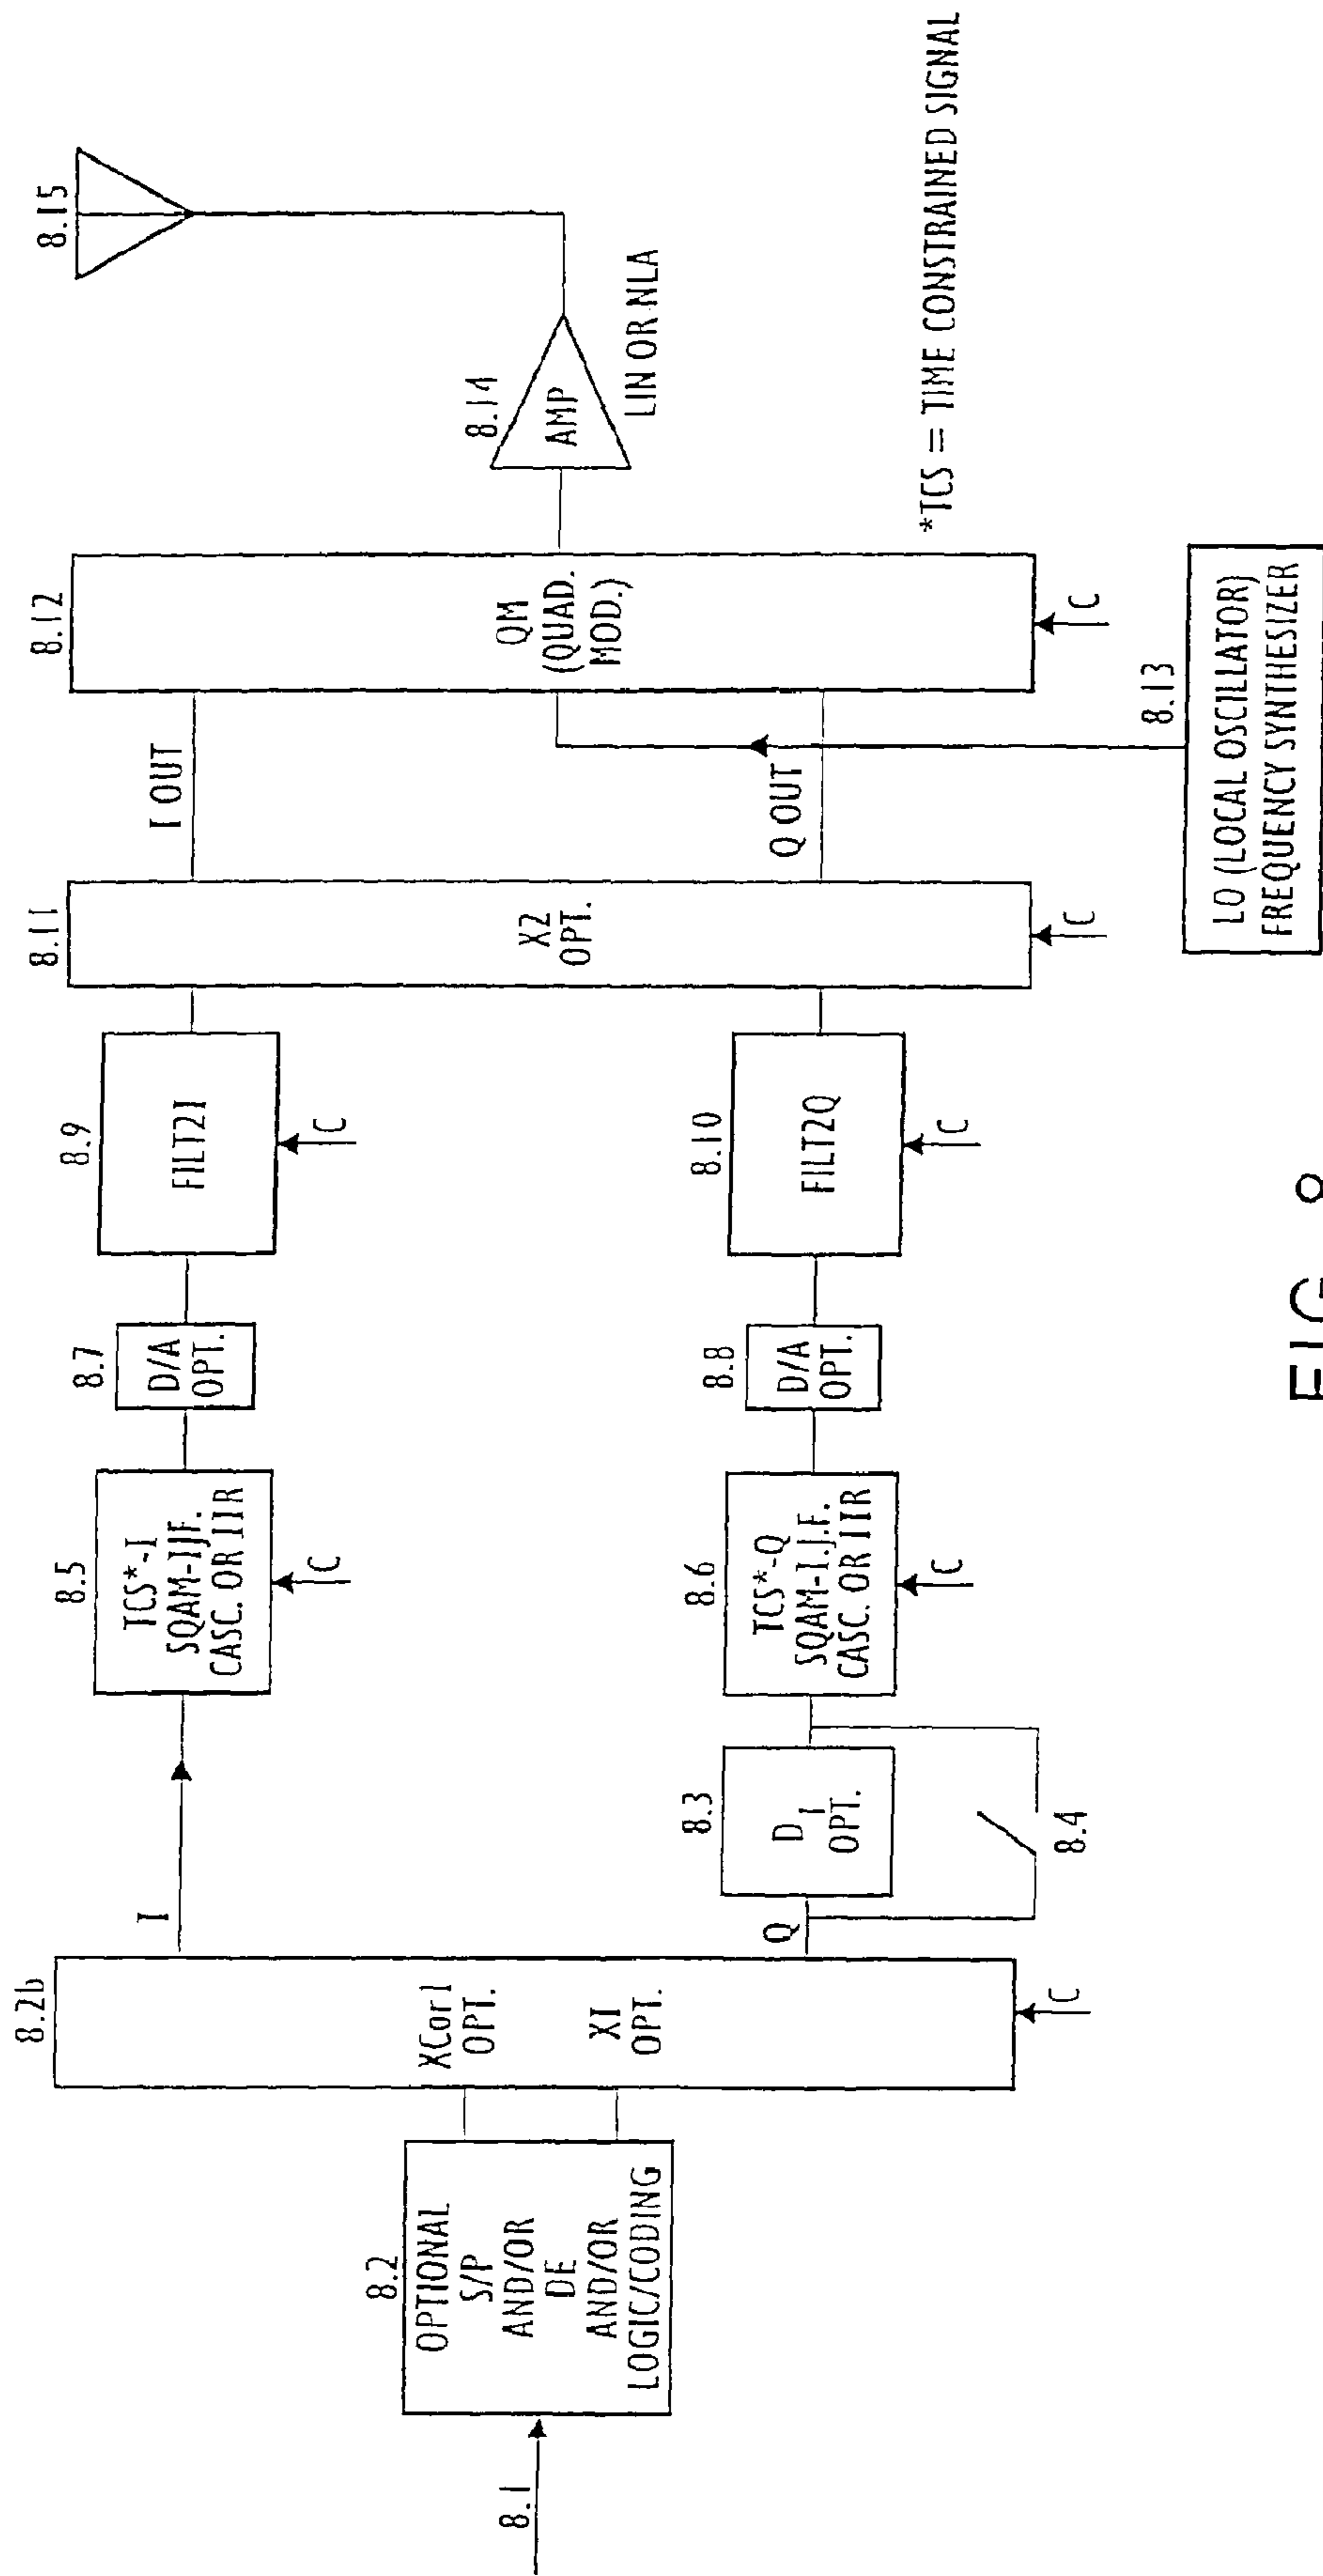 8.1
8.2
OPTIONAL
S/P
AND/OR
DE
AND/OR
LOGIC/CODING
8.2b
XCor1
OPT.
X1
OPT.
C
I
Q
8.3
D1
OPT.
8.4
8.5
TCS*-I
SQAM-IJF.
CASC. OR IIR
C
8.6
TCS*-Q
SQAM-I.J.F.
CASC. OR IIR
C
8.7
D/A
OPT.
8.8
D/A
OPT.
8.9
FILT2I
C
8.10
FILT2Q
C
8.11
X2
OPT.
C
I OUT
Q OUT
8.12
QM
(QUAD.
MOD.)
C
8.13
LO (LOCAL OSCILLATOR)
FREQUENCY SYNTHESIZER
8.14
AMP
LIN OR NLA
8.15
*TCS = TIME CONSTRAINED SIGNAL
FIG. 8